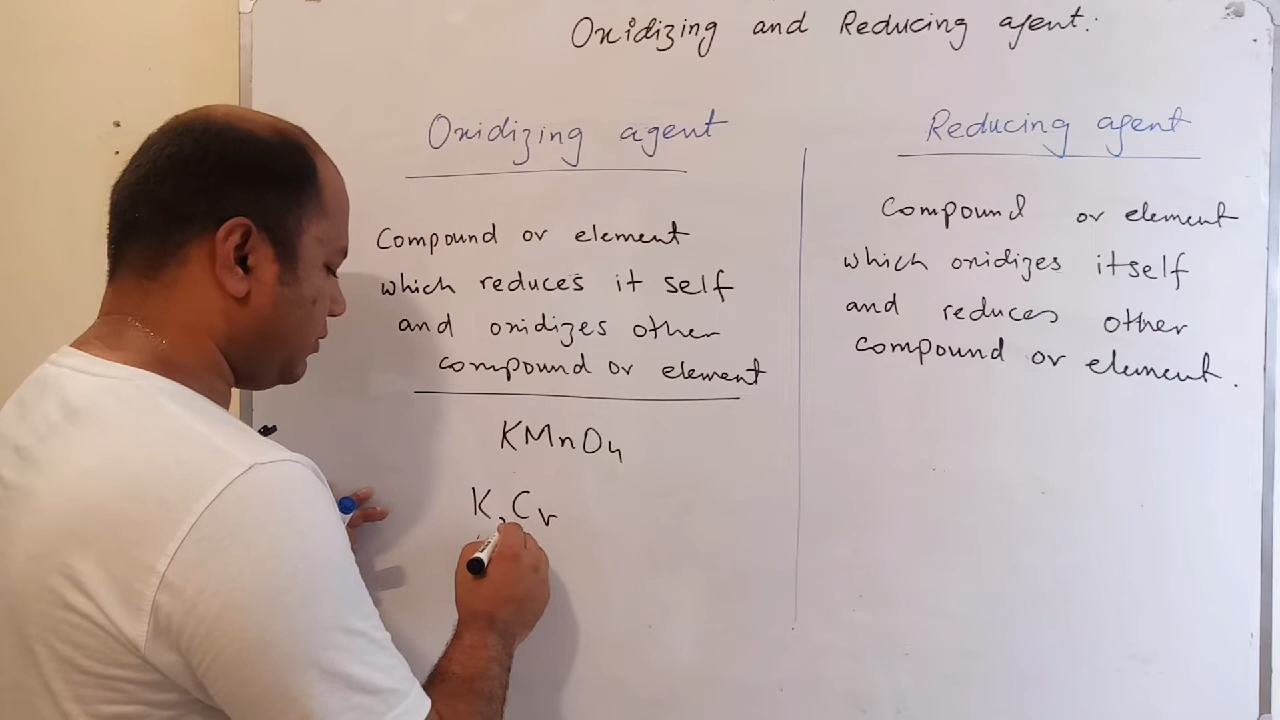 Oxidizing and Reducing agent:
Oxidizing agent
Compound or element
which reduces it self
and oxidizes other
compound or element
KMnO4
K2Cr
Reducing agent
Compound or element
which oxidizes itself
and reduces other
compound or element.